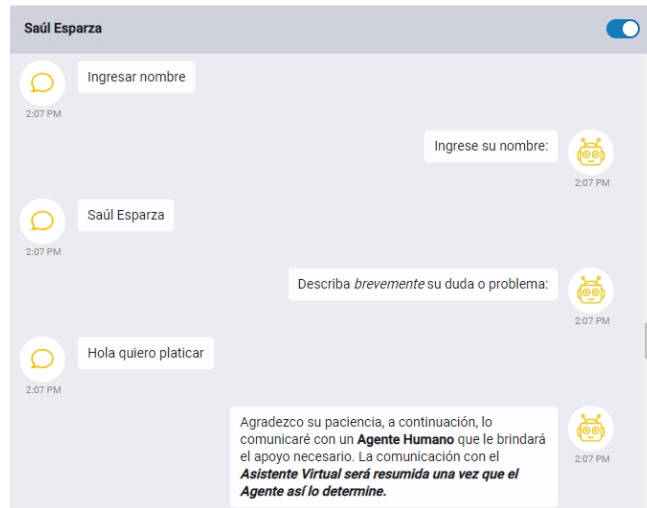 Saúl Esparza
Ingresar nombre
2:07 PM
Ingrese su nombre:
2:07 PM
Saúl Esparza
2:07 PM
Describa brevemente su duda o problema:
2:07 PM
Hola quiero platicar
2:07 PM
Agradezco su paciencia, a continuación, lo
comunicaré con un Agente Humano que le brindará
el apoyo necesario. La comunicación con el
Asistente Virtual será resumida una vez que el
Agente así lo determine.
2:07 PM